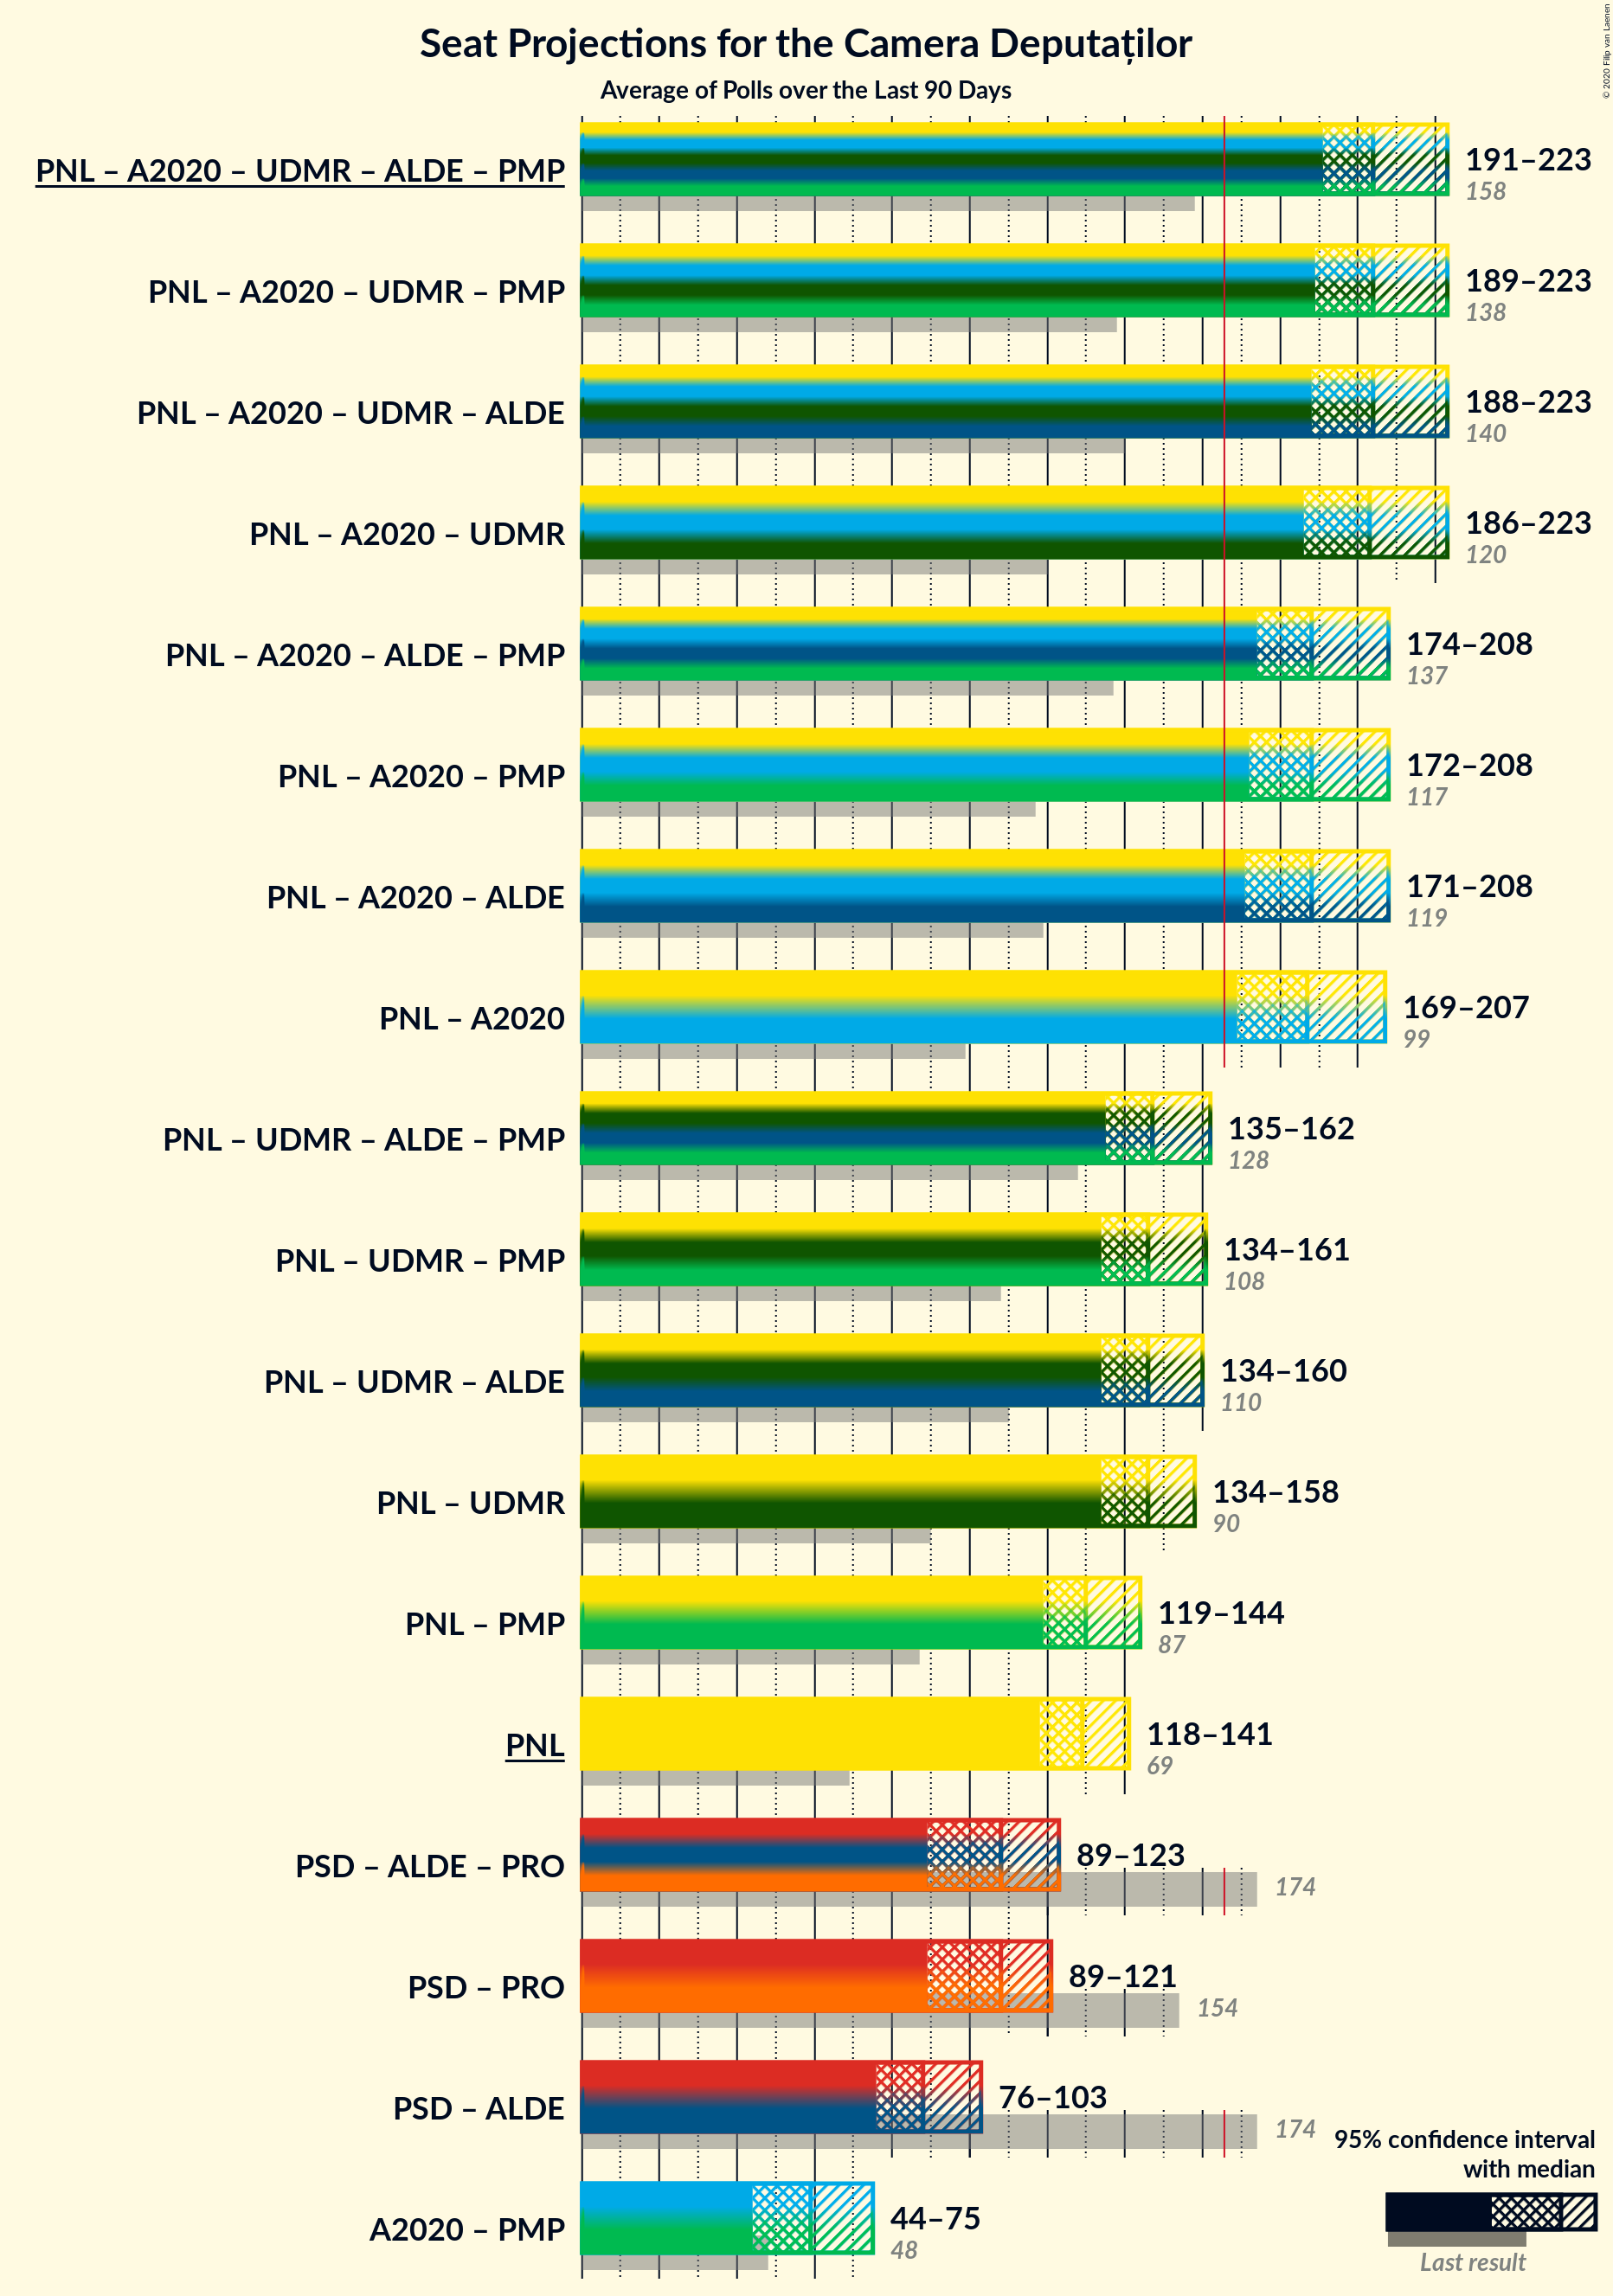 Seat Projections for the Camera Deputaților
Average of Polls over the Last 90 Days
© 2020 Filip van Laenen
PNL – A2020 – UDMR – ALDE – PMP
191–223
158
PNL – A2020 – UDMR – PMP
189–223
138
PNL – A2020 – UDMR – ALDE
188–223
140
PNL – A2020 – UDMR
186–223
120
PNL – A2020 – ALDE – PMP
174–208
137
PNL – A2020 – PMP
172–208
117
PNL – A2020 – ALDE
171–208
119
PNL – A2020
169–207
99
PNL – UDMR – ALDE – PMP
135–162
128
PNL – UDMR – PMP
134–161
108
PNL – UDMR – ALDE
134–160
110
PNL – UDMR
134–158
90
PNL – PMP
119–144
87
PNL
118–141
69
PSD – ALDE – PRO
89–123
174
PSD – PRO
89–121
154
PSD – ALDE
76–103
174
A2020 – PMP
44–75
48
95% confidence interval
with median
Last result